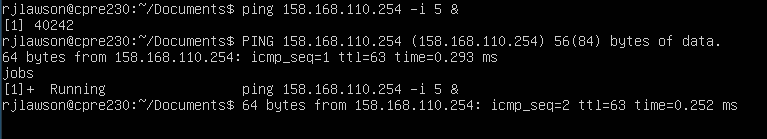 rjlawson@cpre230:~/Documents$ ping 158.168.110.254 -i 5 &
[1] 40242
rjlawson@cpre230:~/Documents$ PING 158.168.110.254 (158.168.110.254) 56(84) bytes of data.
64 bytes from 158.168.110.254: icmp_seq=1 ttl=63 time=0.293 ms
jobs
[1]+  Running                 ping 158.168.110.254 -i 5 &
rjlawson@cpre230:~/Documents$ 64 bytes from 158.168.110.254: icmp_seq=2 ttl=63 time=0.252 ms